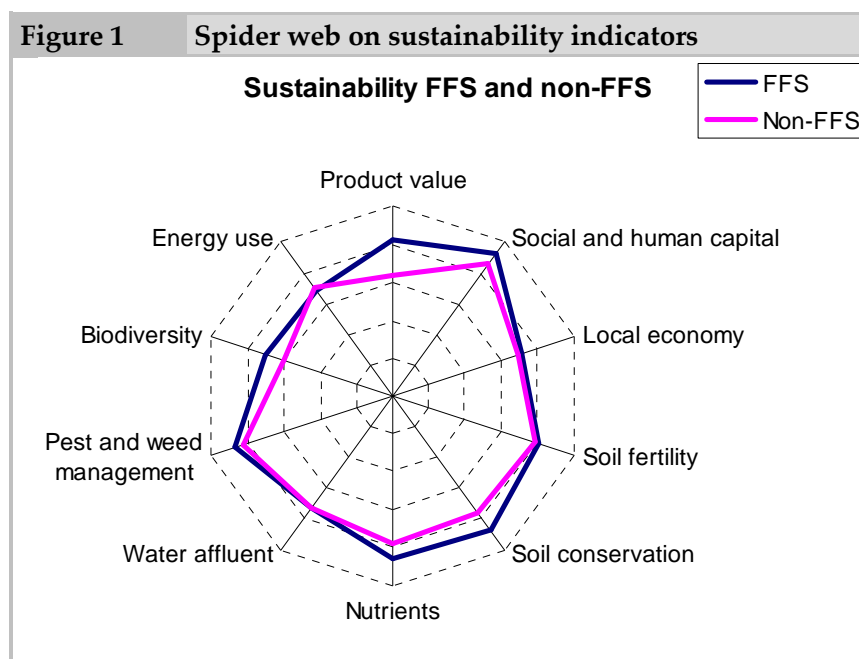 Figure 1 Spider web on sustainability indicators
Sustainability FFS and non-FFS
FFS
Non-FFS
Product value
Social and human capital
Local economy
Soil fertility
Soil conservation
Nutrients
Water affluent
Pest and weed
management
Biodiversity
Energy use